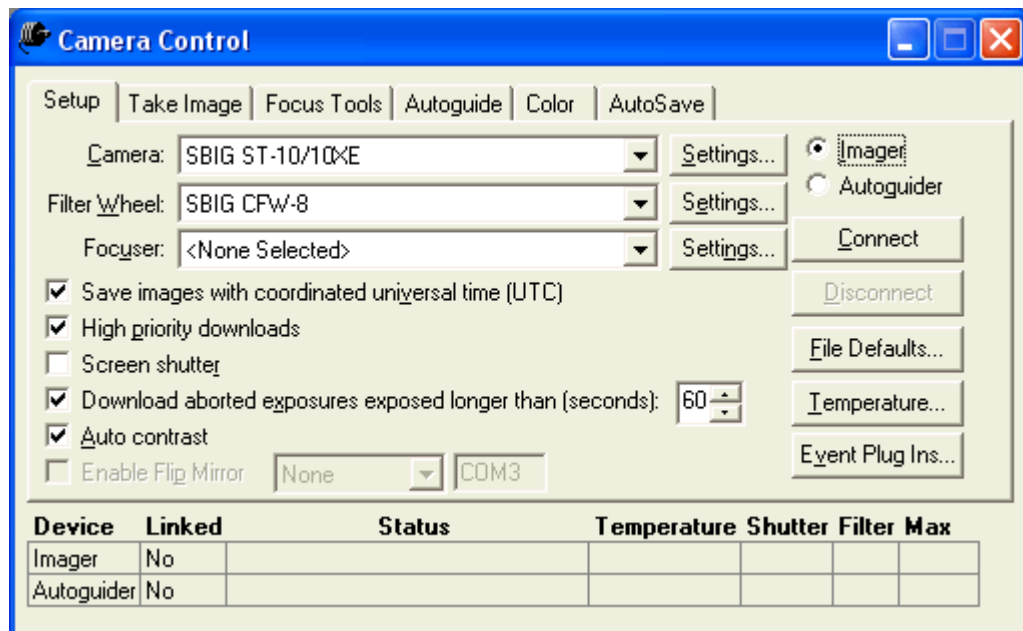 Camera Control
Setup Take Image Focus Tools Autoguide Color AutoSave
Camera: SBIG ST-10/10XE Settings... Imager
Autoguider
Filter Wheel: SBIG CFW-8 Settings...
Focuser: <None Selected> Settings... Connect
Save images with coordinated universal time (UTC) Disconnect
High priority downloads
Screen shutter File Defaults...
Download aborted exposures exposed longer than (seconds): 60 Temperature...
Auto contrast
Event Plug Ins...
Enable Flip Mirror None COM3
Device Linked Status Temperature Shutter Filter Max
Imager No
Autoguider No